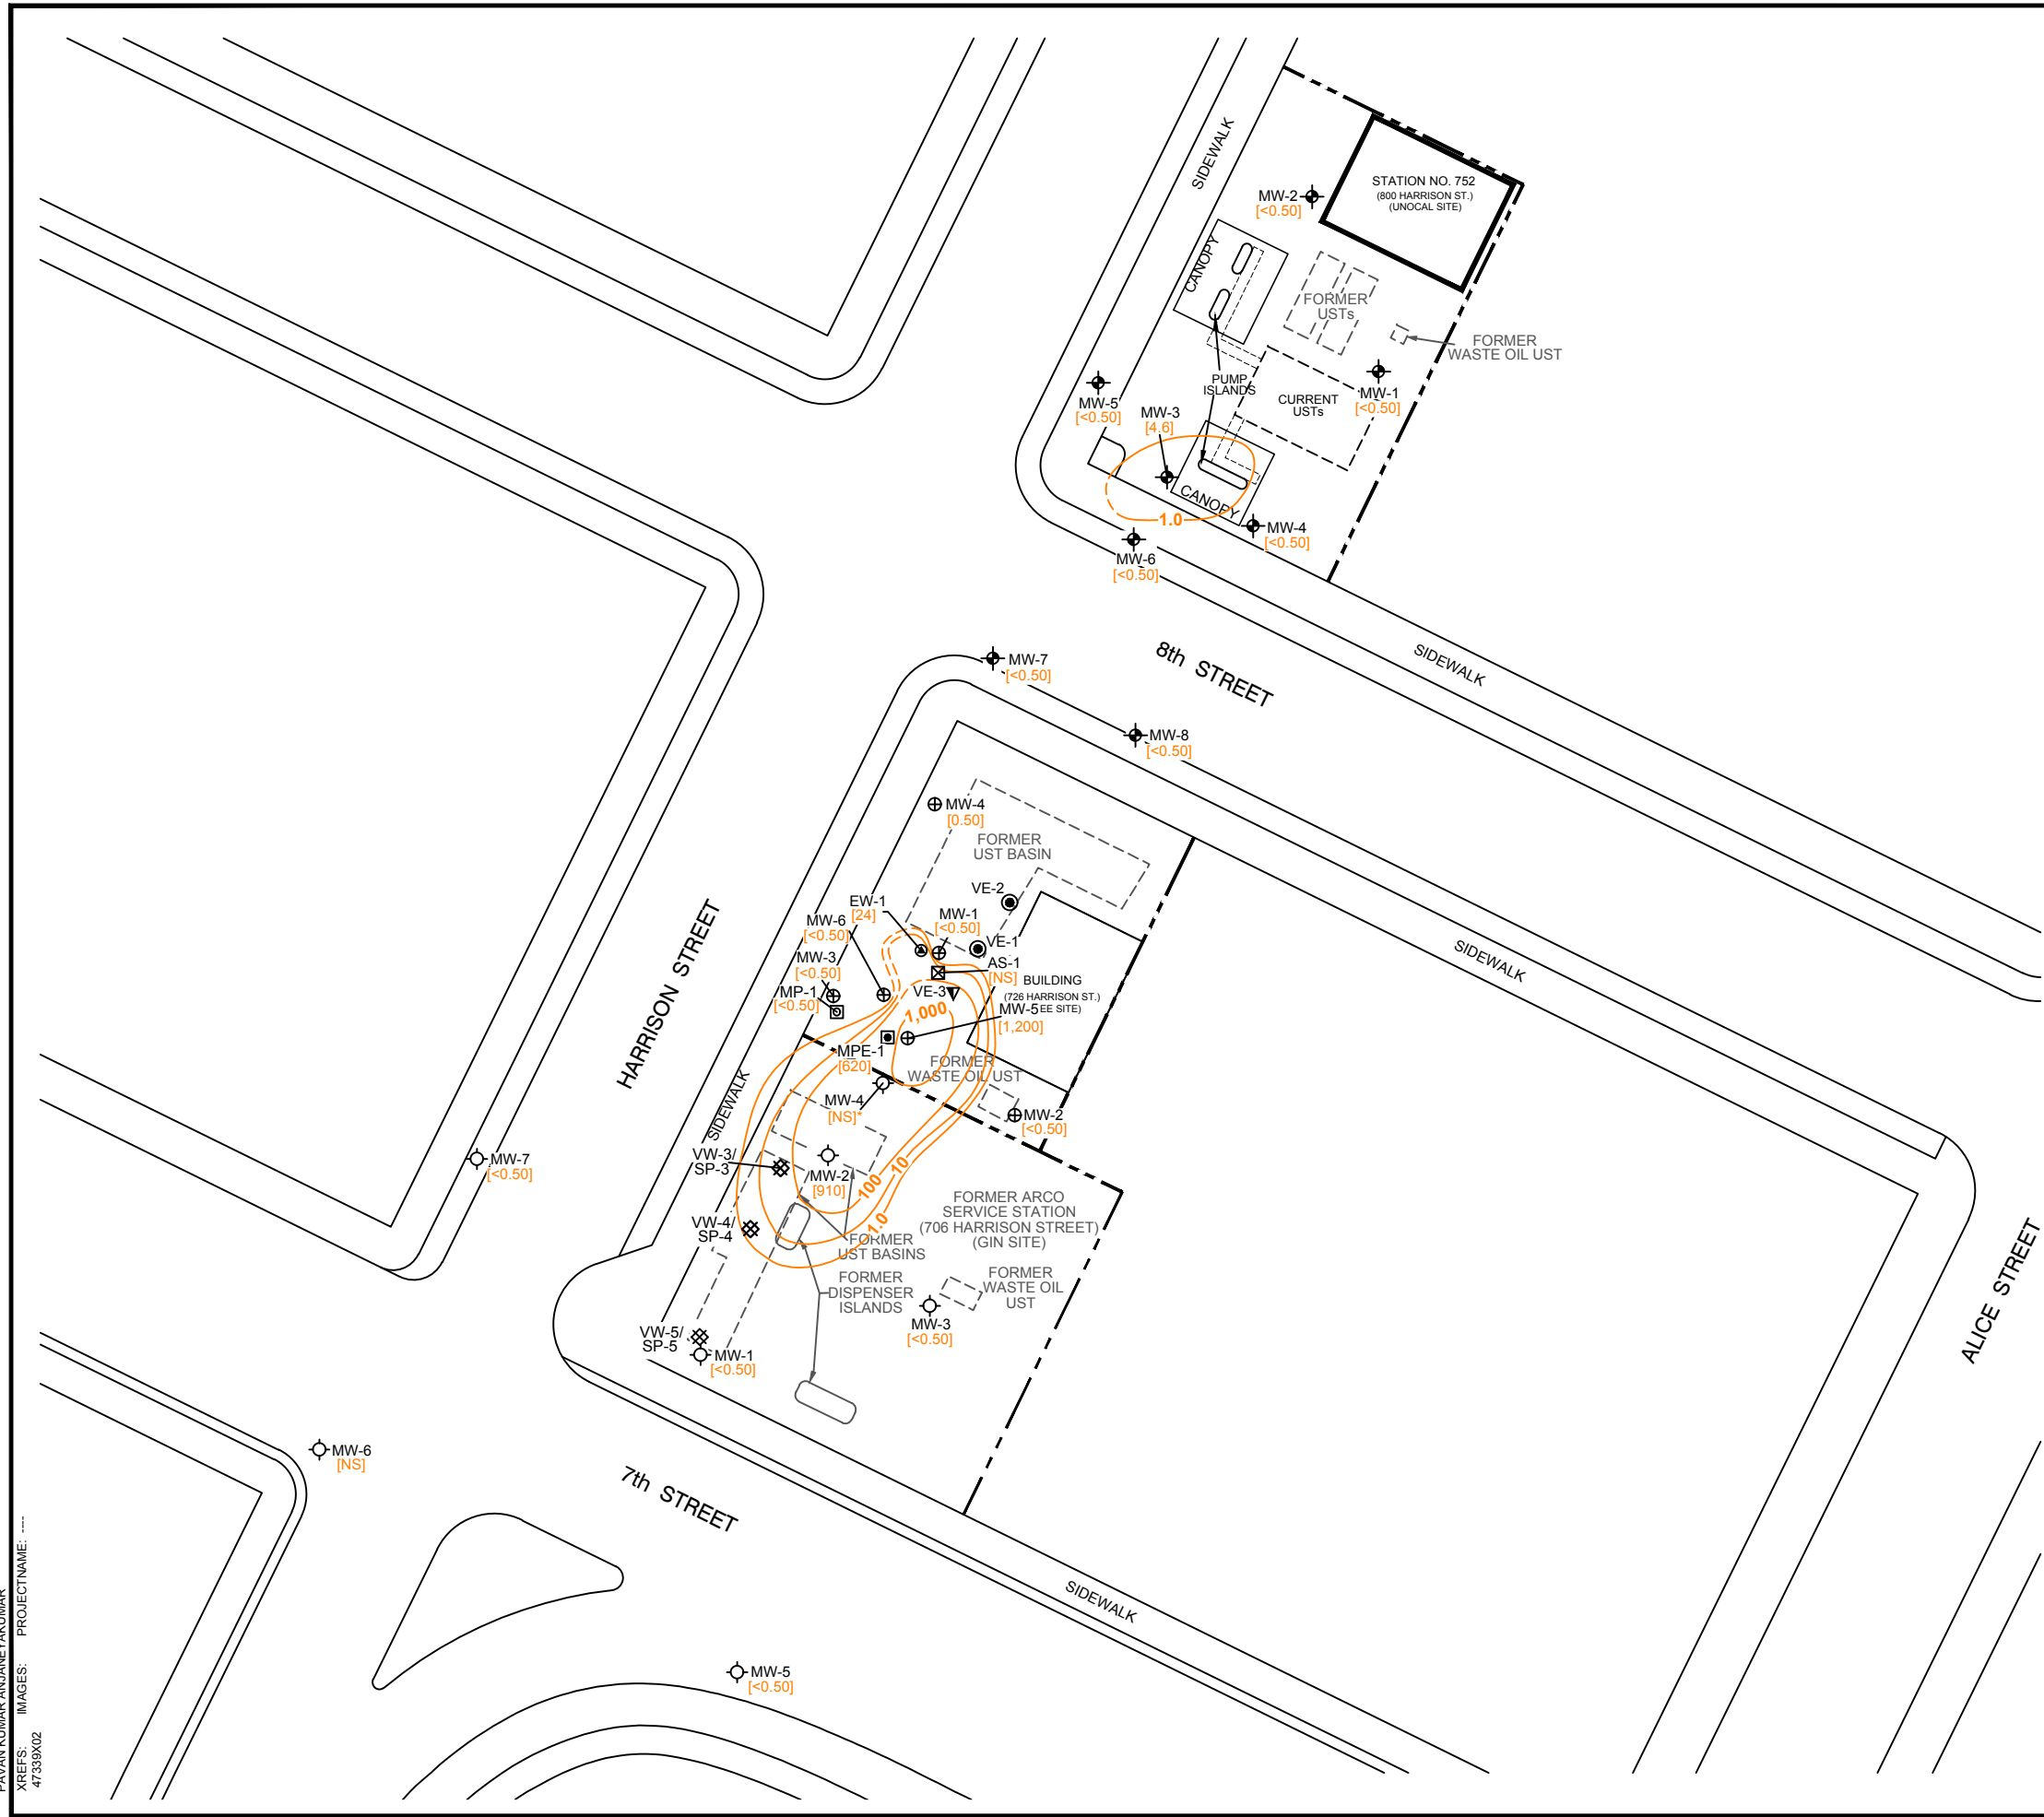 SIDEWALK
STATION NO. 752
(800 HARRISON ST.)
(UNOCAL SITE)
MW-2
[<0.50]
CANOPY
FORMER
USTs
FORMER
WASTE OIL UST
PUMP
ISLANDS
CURRENT
USTs
MW-1
[<0.50]
MW-5
[<0.50]
MW-3
[4.6]
CANOPY
1.0
MW-4
[<0.50]
MW-6
[<0.50]
8th STREET
SIDEWALK
MW-7
[<0.50]
MW-8
[<0.50]
MW-4
[0.50]
FORMER
UST BASIN
VE-2
EW-1
[24]
MW-1
[<0.50]
MW-6
[<0.50]
VE-1
MW-3
[<0.50]
AS-1
[NS]
BUILDING
(726 HARRISON ST.)
EE SITE)
MP-1
[<0.50]
VE-3
1,000
MW-5
[1,200]
MPE-1
[620]
FORMER
WASTE OIL UST
MW-4
[NS]*
MW-2
[<0.50]
SIDEWALK
HARRISON STREET
SIDEWALK
VW-3/
SP-3
MW-2
[910]
100
10
1.0
MW-7
[<0.50]
VW-4/
SP-4
FORMER
UST BASINS
FORMER ARCO
SERVICE STATION
(706 HARRISON STREET)
(GIN SITE)
FORMER
DISPENSER
ISLANDS
FORMER
WASTE OIL
UST
MW-3
[<0.50]
VW-5/
SP-5
MW-1
[<0.50]
ALICE STREET
MW-6
[NS]
7th STREET
SIDEWALK
MW-5
[<0.50]
XREFS: IMAGES: PROJECTNAME: ----
47339X02